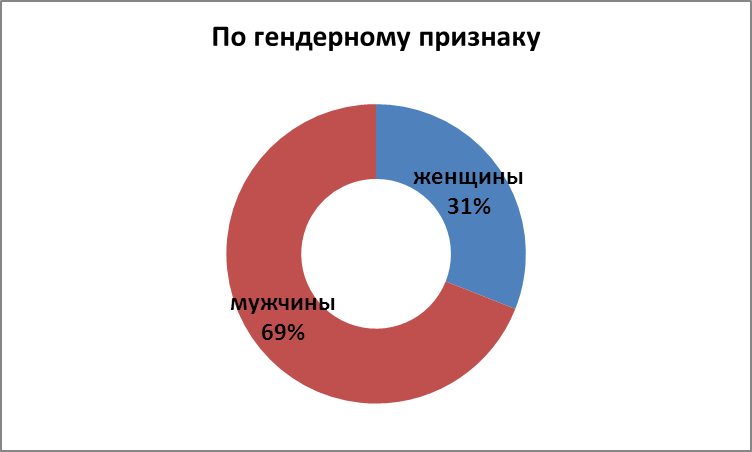 По гендерному признаку
женщины
31%
мужчины
69%